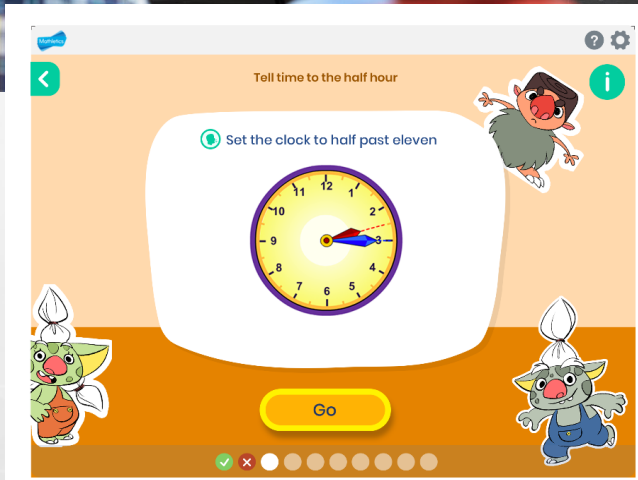 Mathletics
?
Tell time to the half hour
i
Set the clock to half past eleven
12
11
1
10
2
9
3
8
4
7
5
6
Go